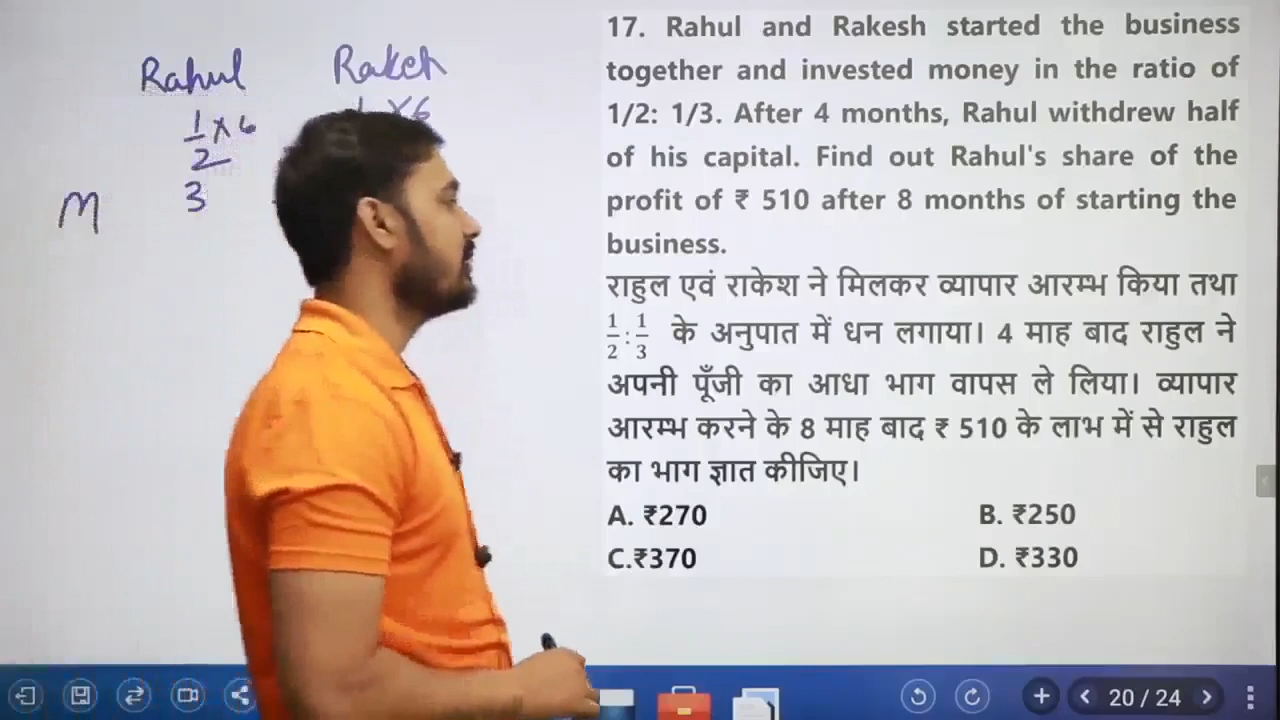 Rahul Rakesh
1/2 × 6 × 6
3
M
17. Rahul and Rakesh started the business
together and invested money in the ratio of
1/2: 1/3. After 4 months, Rahul withdrew half
of his capital. Find out Rahul's share of the
profit of ₹ 510 after 8 months of starting the
business.
राहुल एवं राकेश ने मिलकर व्यापार आरम्भ किया तथा
1/2 : 1/3 के अनुपात में धन लगाया। 4 माह बाद राहुल ने
अपनी पूँजी का आधा भाग वापस ले लिया। व्यापार
आरम्भ करने के 8 माह बाद ₹ 510 के लाभ में से राहुल
का भाग ज्ञात कीजिए।
A. ₹270 B. ₹250
C.₹370 D. ₹330
20 / 24